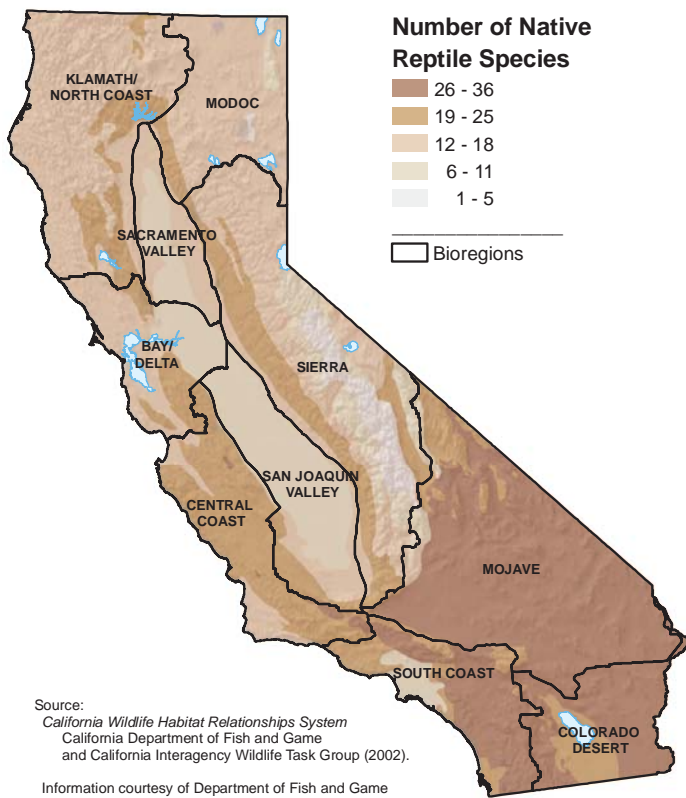 Number of Native
Reptile Species
26 - 36
19 - 25
12 - 18
6 - 11
1 - 5
Bioregions
KLAMATH/
NORTH COAST
MODOC
SACRAMENTO
VALLEY
BAY/
DELTA
SIERRA
SAN JOAQUIN
VALLEY
CENTRAL
COAST
MOJAVE
SOUTH COAST
COLORADO
DESERT
Source:
California Wildlife Habitat Relationships System
California Department of Fish and Game
and California Interagency Wildlife Task Group (2002).
Information courtesy of Department of Fish and Game